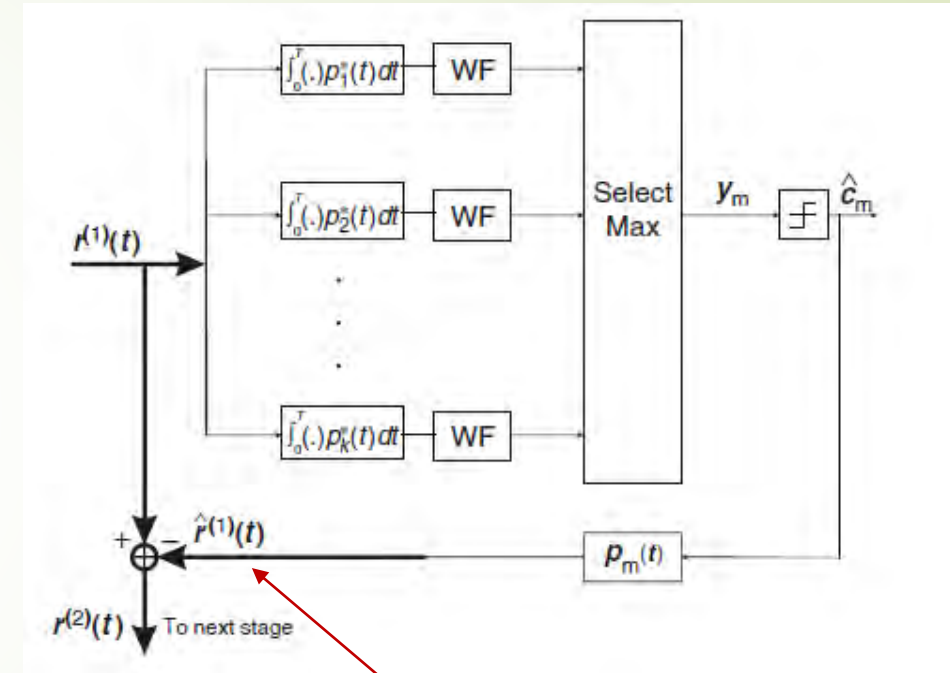 ∫₀ᵀ(.)p₁*(t)dt
WF
∫₀ᵀ(.)p₂*(t)dt
WF
Select
Max
yₘ
ĉₘ
r⁽¹⁾(t)
.
.
.
∫₀ᵀ(.)pₖ*(t)dt
WF
+
− r̂⁽¹⁾(t)
pₘ(t)
r⁽²⁾(t) To next stage